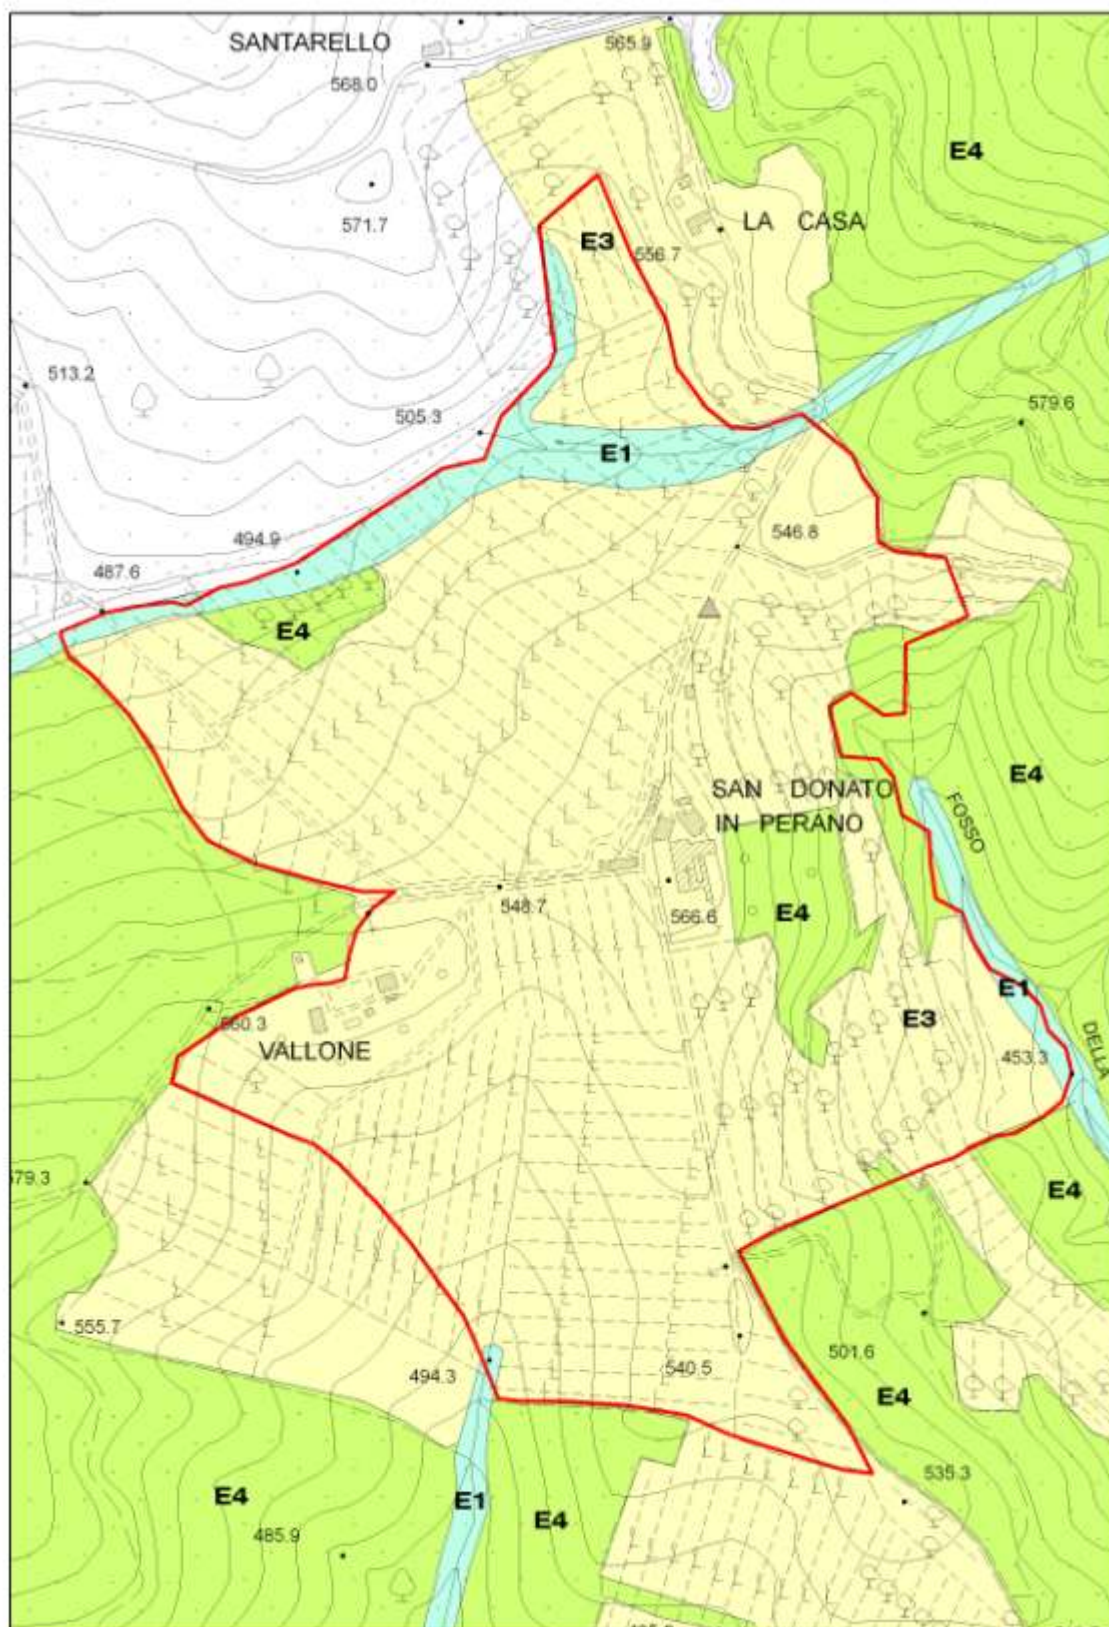 SANTARELLO
565.9
568.0
E4
571.7
LA CASA
E3
556.7
513.2
505.3
579.6
E1
494.9
546.8
487.6
E4
E4
SAN DONATO
IN PERANO
FOSSO
548.7
566.6
E4
E1
560.3
E3
VALLONE
453.3
DELLA
579.3
E4
E4
555.7
501.6
494.3
540.5
E4
535.3
E4
E1
E4
485.9